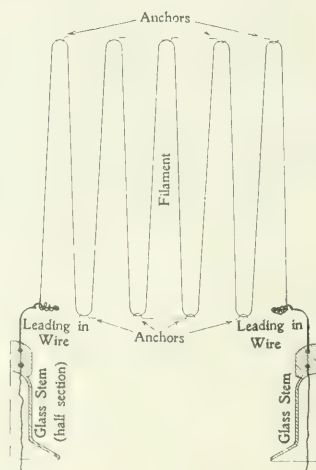 Anchors
Filament
Leading in
Wire
Anchors
Leading in
Wire
Glass Stem
(half section)
Glass Stem